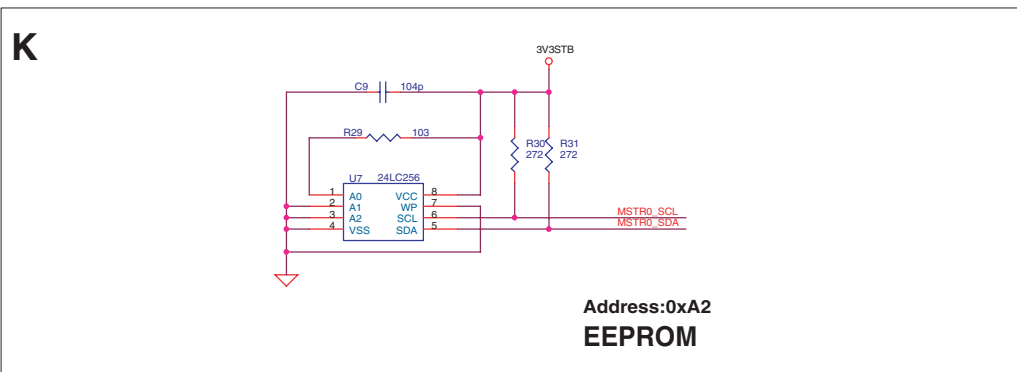 K
3V3STB
C9 104p
R29 103
R30 R31
272 272
U7 24LC256
1 A0 VCC 8
2 A1 WP 7
3 A2 SCL 6 MSTR0_SCL
4 VSS SDA 5 MSTR0_SDA
Address:0xA2
EEPROM